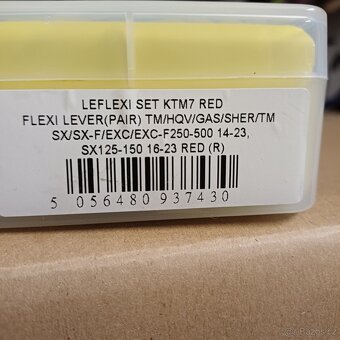 LEFLEXI SET KTM7 RED
FLEXI LEVER(PAIR) TM/HQV/GAS/SHER/TM
SX/SX-F/EXC/EXC-F250-500 14-23,
SX125-150 16-23 RED (R)
5 056480 937430